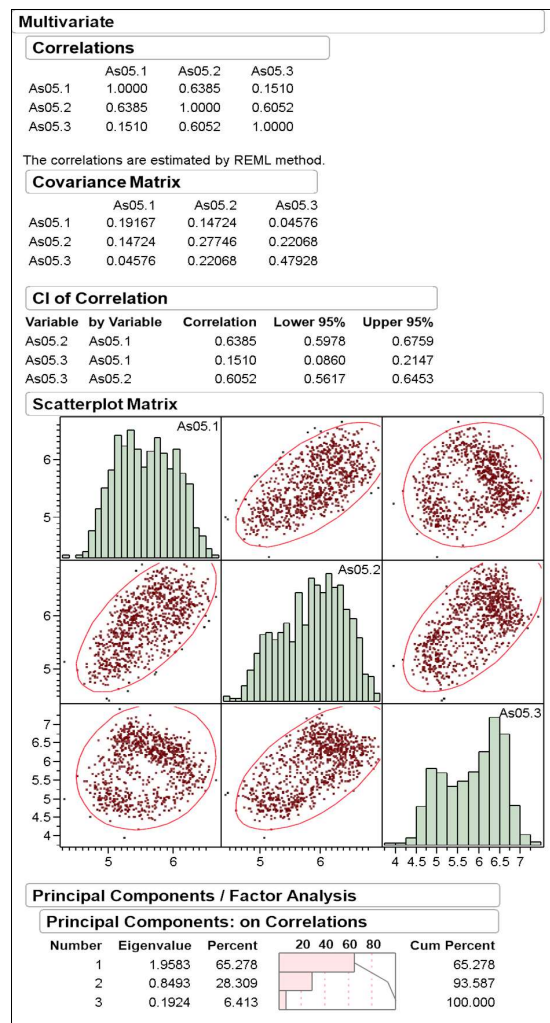 Multivariate
Correlations
As05.1 As05.2 As05.3
As05.1 1.0000 0.6385 0.1510
As05.2 0.6385 1.0000 0.6052
As05.3 0.1510 0.6052 1.0000
The correlations are estimated by REML method.
Covariance Matrix
As05.1 As05.2 As05.3
As05.1 0.19167 0.14724 0.04576
As05.2 0.14724 0.27746 0.22068
As05.3 0.04576 0.22068 0.47928
CI of Correlation
Variable by Variable Correlation Lower 95% Upper 95%
As05.2 As05.1 0.6385 0.5978 0.6759
As05.3 As05.1 0.1510 0.0860 0.2147
As05.3 As05.2 0.6052 0.5617 0.6453
Scatterplot Matrix
As05.1
6
5
As05.2
6
5
As05.3
7
6.5
6
5.5
5
4.5
4
5 6 5 6 4 4.5 5 5.5 6 6.5 7
Principal Components / Factor Analysis
Principal Components: on Correlations
Number Eigenvalue Percent 20 40 60 80 Cum Percent
1 1.9583 65.278 65.278
2 0.8493 28.309 93.587
3 0.1924 6.413 100.000